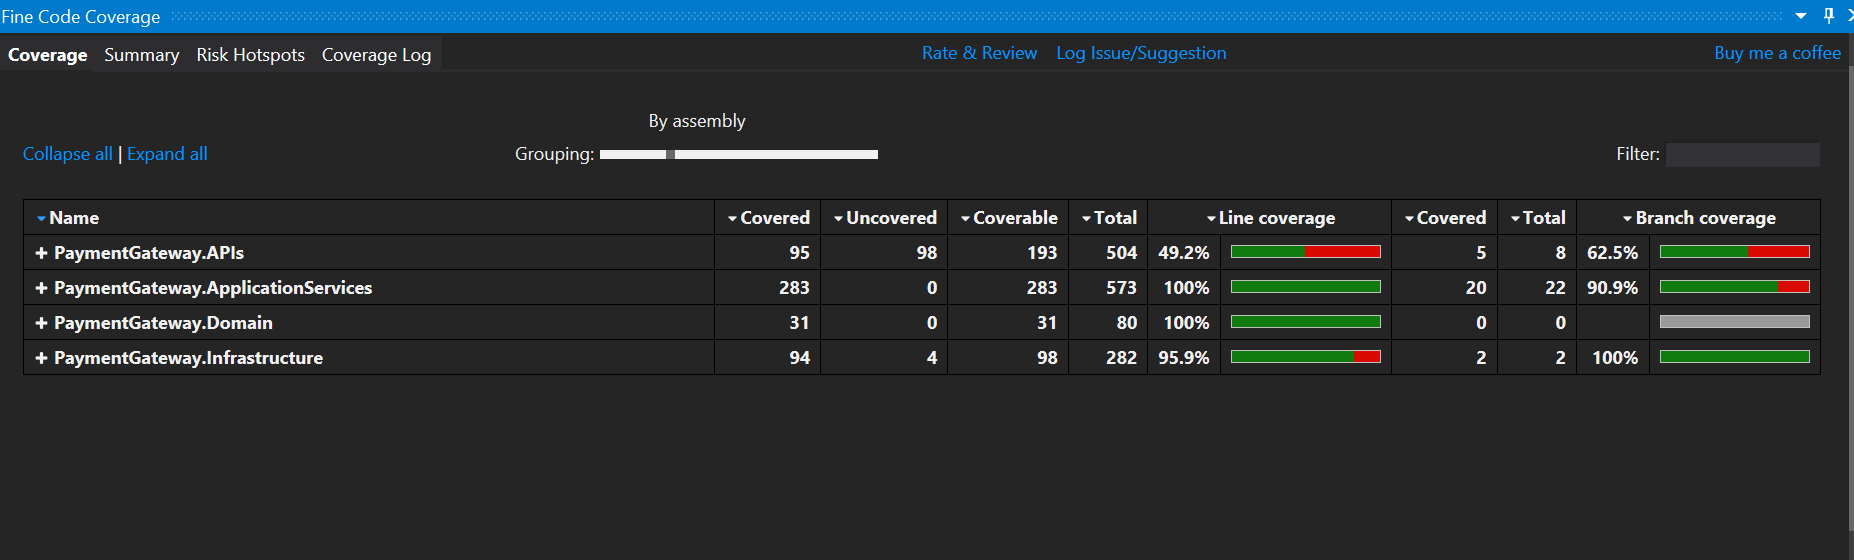 Fine Code Coverage
Coverage Summary Risk Hotspots Coverage Log Rate & Review Log Issue/Suggestion Buy me a coffee
By assembly
Collapse all | Expand all Grouping: Filter:
Name Covered Uncovered Coverable Total Line coverage Covered Total Branch coverage
PaymentGateway.APIs 95 98 193 504 49.2% 5 8 62.5%
PaymentGateway.ApplicationServices 283 0 283 573 100% 20 22 90.9%
PaymentGateway.Domain 31 0 31 80 100% 0 0
PaymentGateway.Infrastructure 94 4 98 282 95.9% 2 2 100%